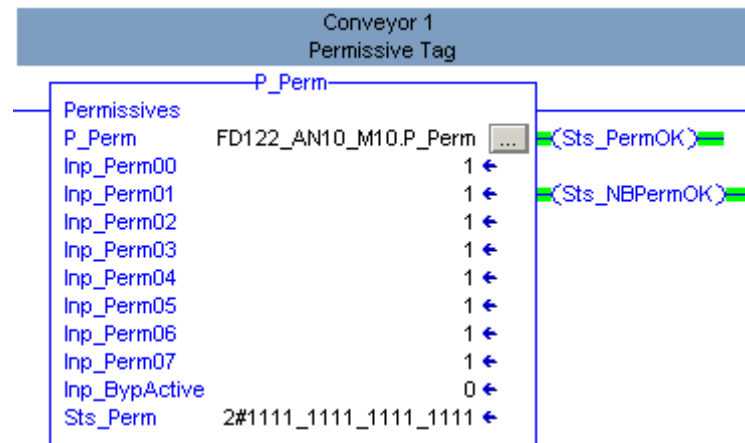 Conveyor 1
Permissive Tag
P_Perm
Permissives
P_Perm FD122_AN10_M10.P_Perm ... (Sts_PermOK)
Inp_Perm00 1
Inp_Perm01 1 (Sts_NBPermOK)
Inp_Perm02 1
Inp_Perm03 1
Inp_Perm04 1
Inp_Perm05 1
Inp_Perm06 1
Inp_Perm07 1
Inp_BypActive 0
Sts_Perm 2#1111_1111_1111_1111